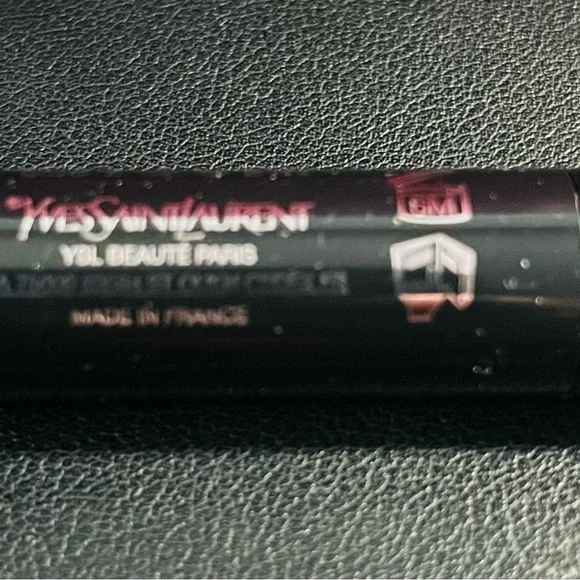 YVESSAINTLAURENT
YSL BEAUTÉ PARIS
MADE IN FRANCE
6M